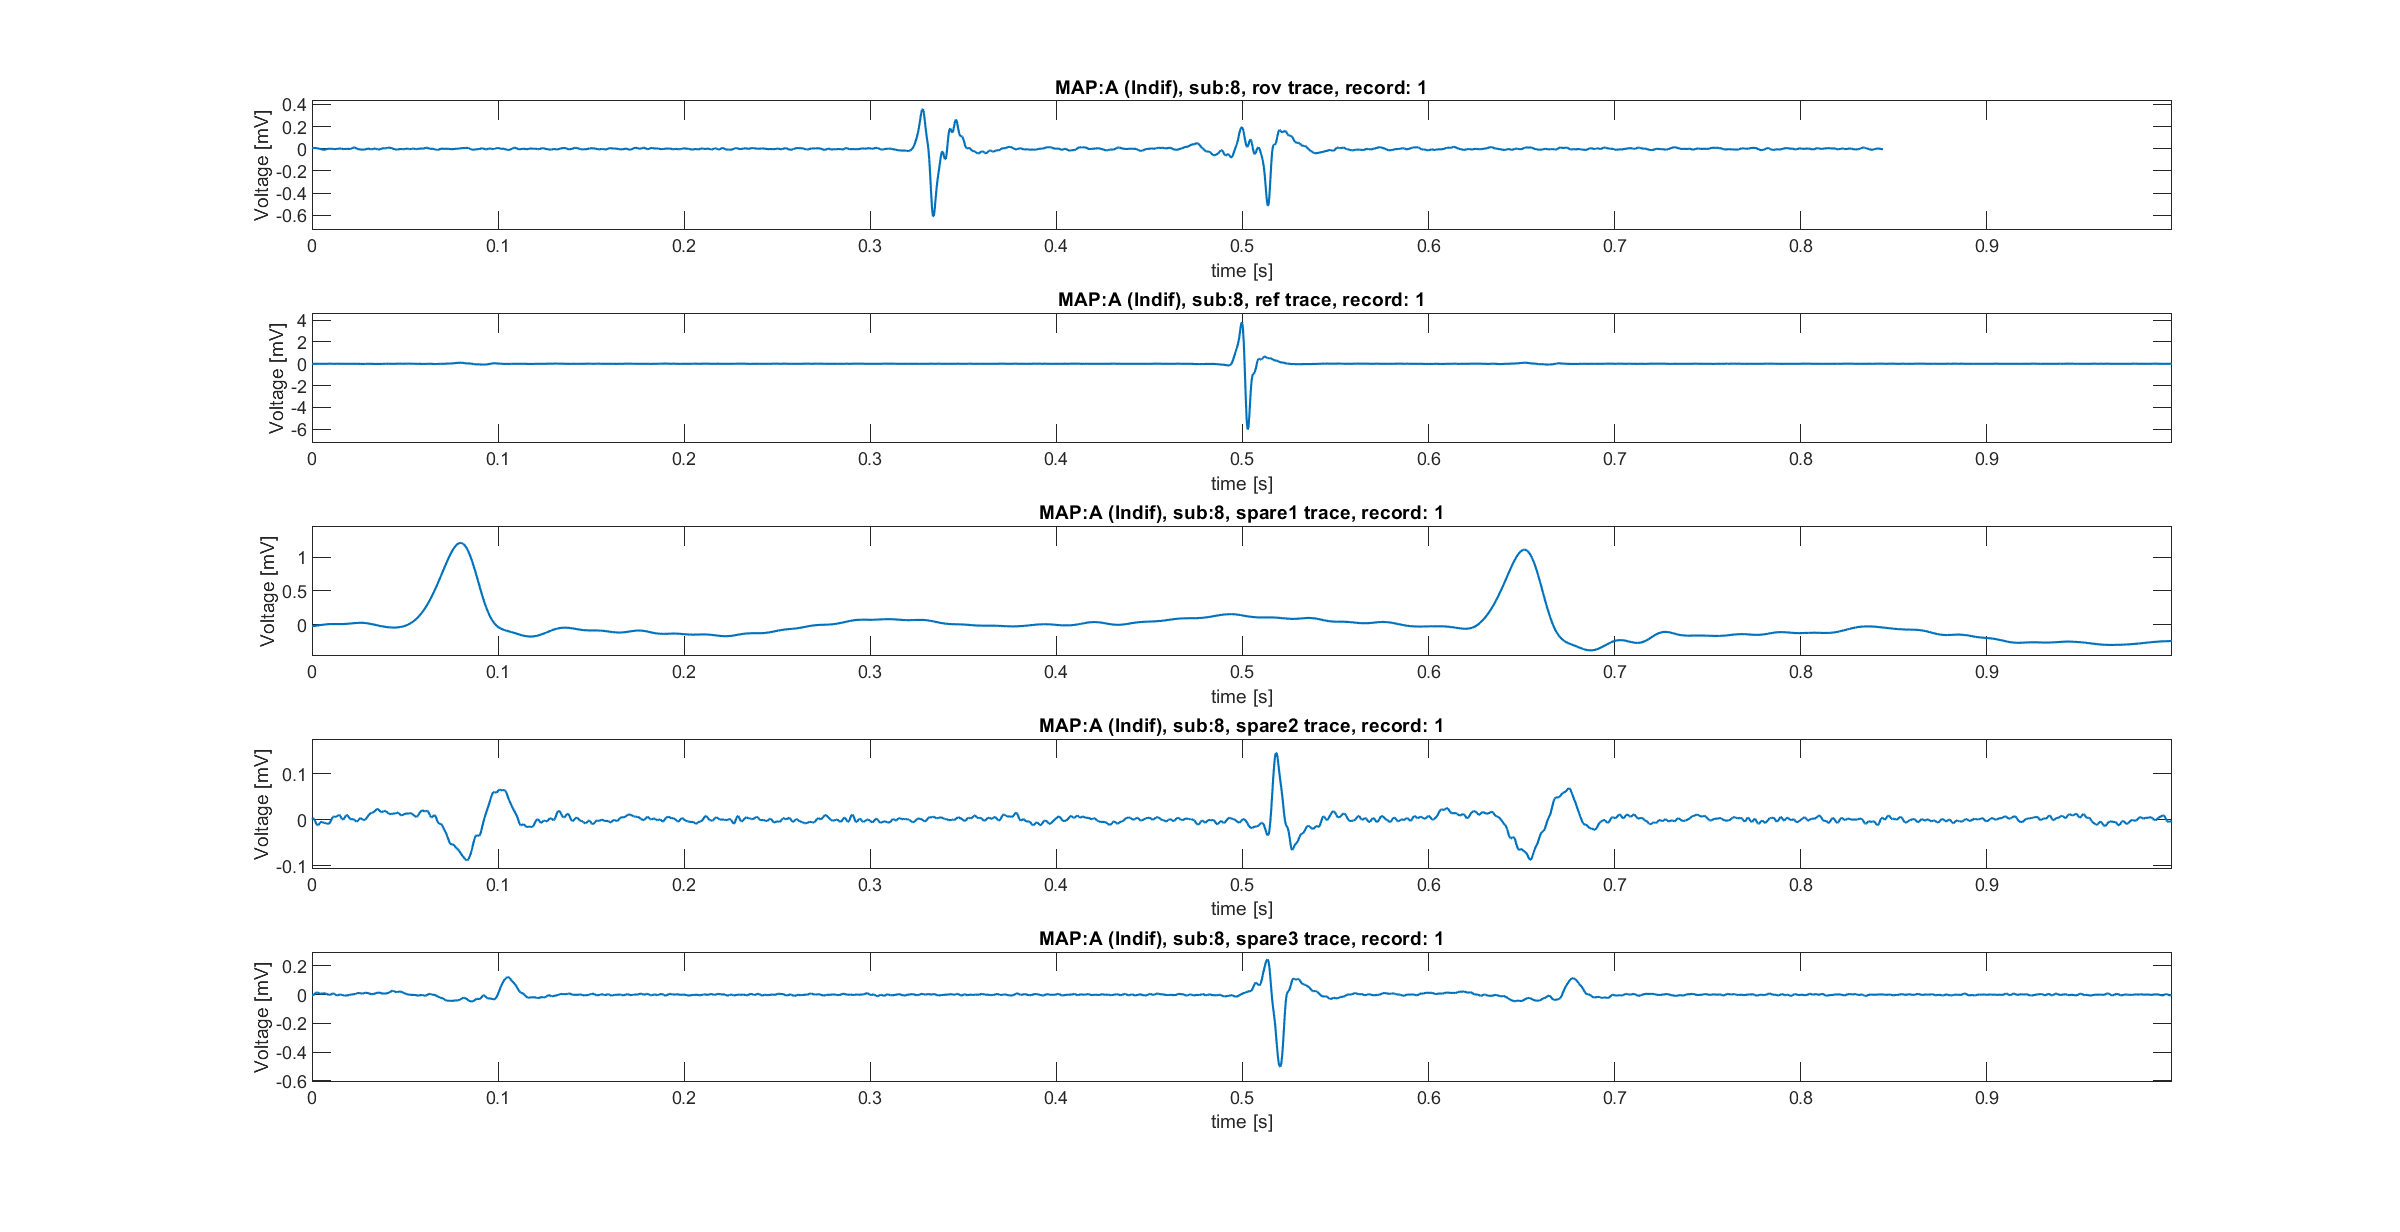 MAP:A (Indif), sub:8, rov trace, record: 1
Voltage [mV]
0.4
0.2
0
-0.2
-0.4
-0.6
0 0.1 0.2 0.3 0.4 0.5 0.6 0.7 0.8 0.9
time [s]
MAP:A (Indif), sub:8, ref trace, record: 1
Voltage [mV]
4
2
0
-2
-4
-6
0 0.1 0.2 0.3 0.4 0.5 0.6 0.7 0.8 0.9
time [s]
MAP:A (Indif), sub:8, spare1 trace, record: 1
Voltage [mV]
1
0.5
0
0 0.1 0.2 0.3 0.4 0.5 0.6 0.7 0.8 0.9
time [s]
MAP:A (Indif), sub:8, spare2 trace, record: 1
Voltage [mV]
0.1
0
-0.1
0 0.1 0.2 0.3 0.4 0.5 0.6 0.7 0.8 0.9
time [s]
MAP:A (Indif), sub:8, spare3 trace, record: 1
Voltage [mV]
0.2
0
-0.2
-0.4
-0.6
0 0.1 0.2 0.3 0.4 0.5 0.6 0.7 0.8 0.9
time [s]